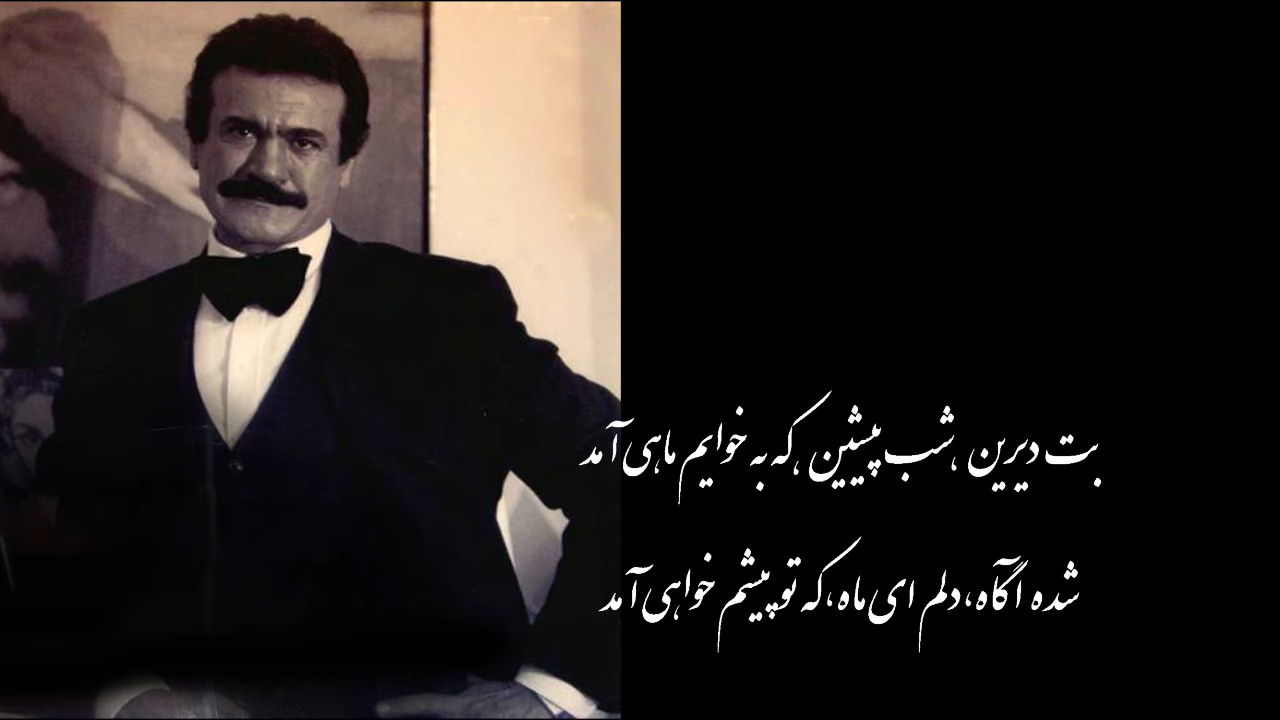 بت دیرین ،شب پیشین ،که به خوابم ماهی آمد
شده آگاه،دلم ای ماه،که تو پیشم خواهی آمد